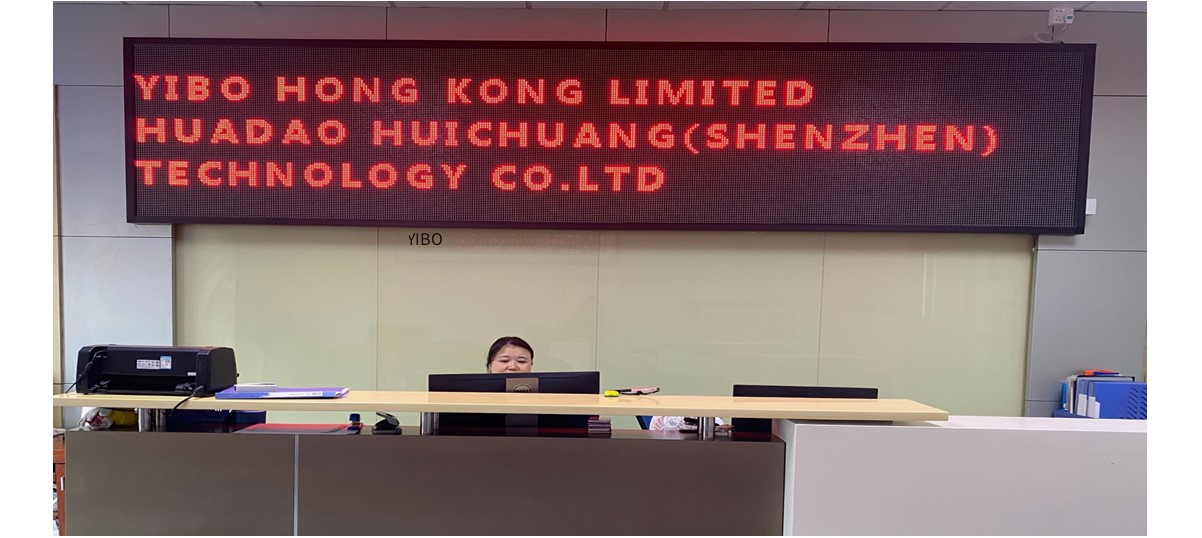 YIBO HONG KONG LIMITED
HUADAO HUICHUANG(SHENZHEN)
TECHNOLOGY CO.LTD
YIBO